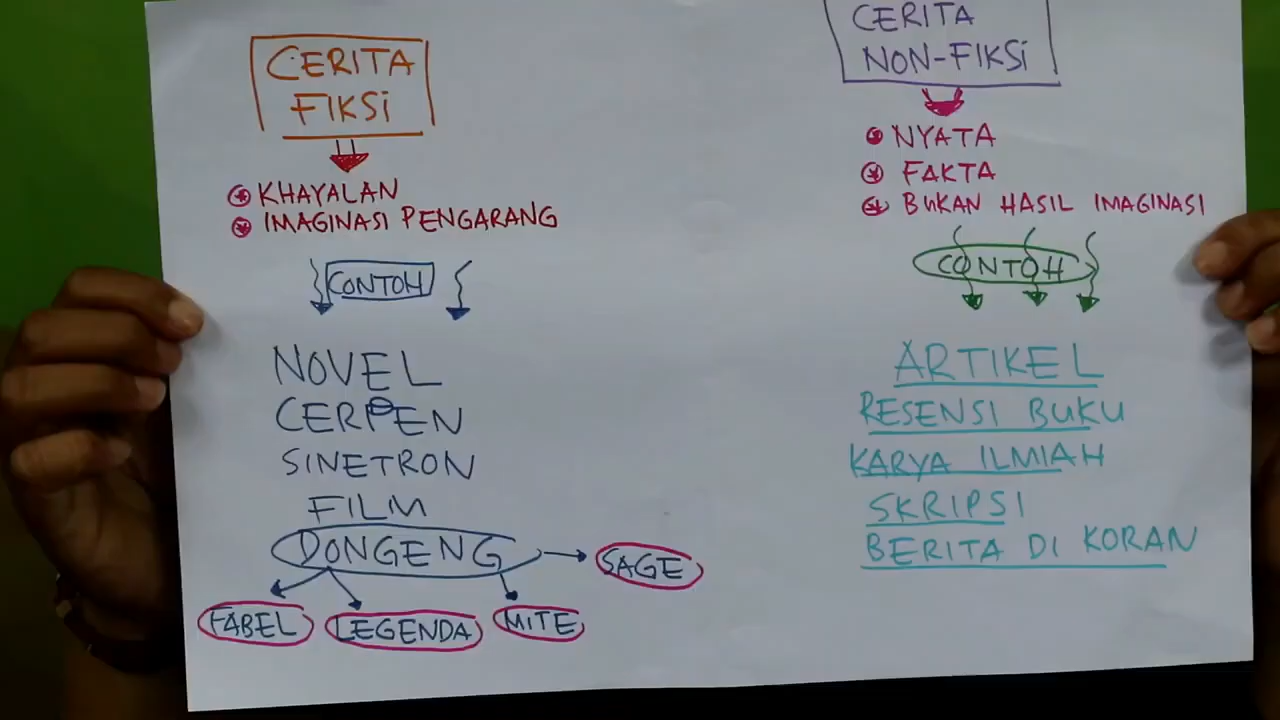 CERITA
FIKSi
KHAYALAN
IMAGINASI PENGARANG
CONTOH
NOVEL
CERPEN
SINETRON
FILM
DONGENG
SAGE
FABEL
LEGENDA
MITE
CERITA
NON-FIKSi
NYATA
FAKTA
BUKAN HASIL IMAGINASI
CONTOH
ARTIKEL
RESENSI BUKU
KARYA ILMIAH
SKRIPSI
BERITA DI KORAN